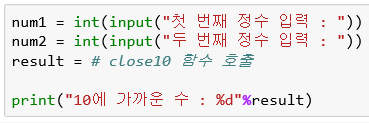 num1 = int(input("첫 번째 정수 입력 : "))
num2 = int(input("두 번째 정수 입력 : "))
result = # close10 함수 호출
print("10에 가까운 수 : %d"%result)